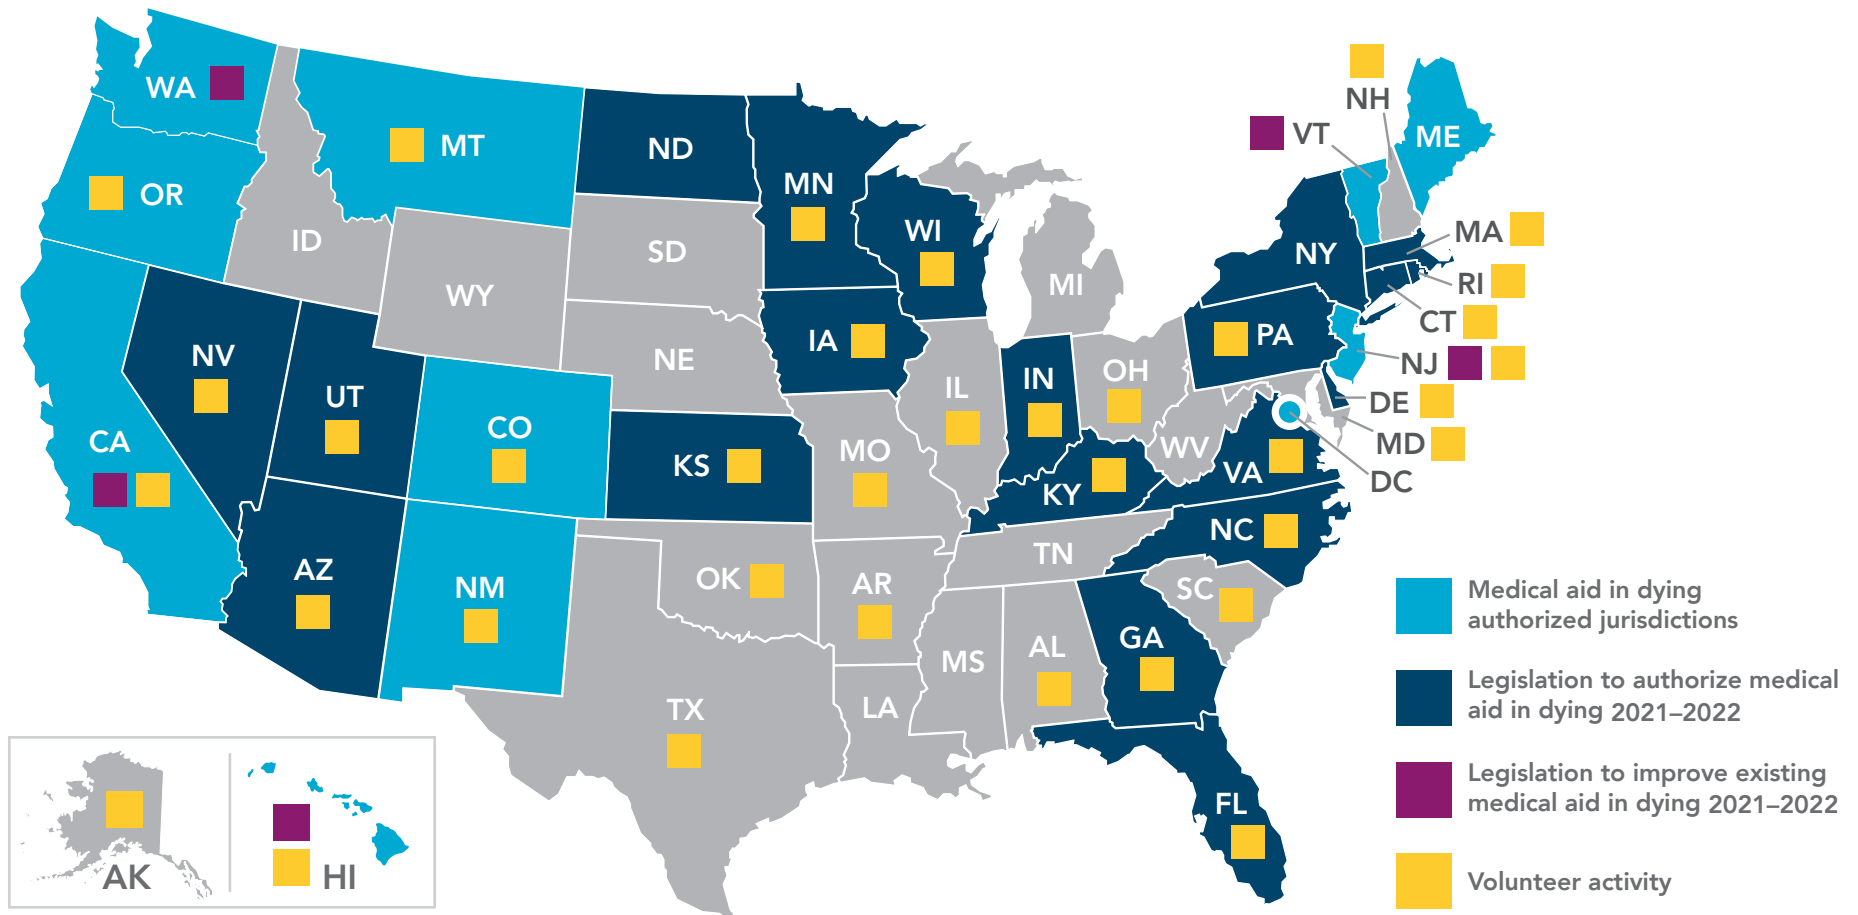 WA
MT
ND
MN
NH
VT
ME
OR
ID
SD
WI
NY
MA
WY
MI
RI
CT
NV
UT
NE
IA
IL
IN
OH
PA
NJ
DE
MD
DC
CA
CO
KS
MO
KY
WV
VA
NC
TN
AZ
NM
OK
AR
SC
MS
AL
GA
TX
LA
FL
AK
HI
Medical aid in dying
authorized jurisdictions
Legislation to authorize medical
aid in dying 2021–2022
Legislation to improve existing
medical aid in dying 2021–2022
Volunteer activity